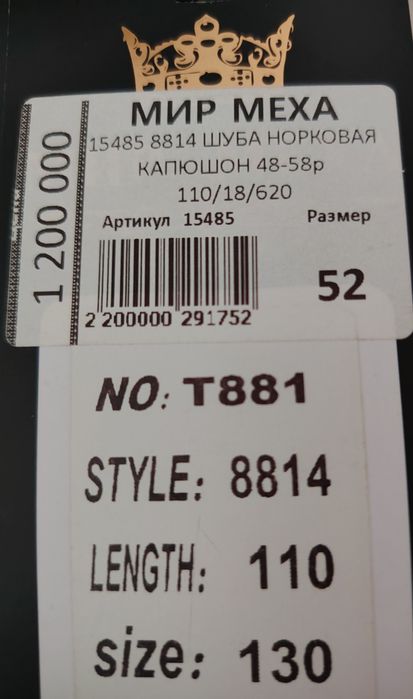 МИР МЕХА
15485 8814 ШУБА НОРКОВАЯ
КАПЮШОН 48-58р
110/18/620
Артикул 15485 Размер
52
2 200000 291752
1 200 000
NO: T881
STYLE: 8814
LENGTH: 110
size: 130